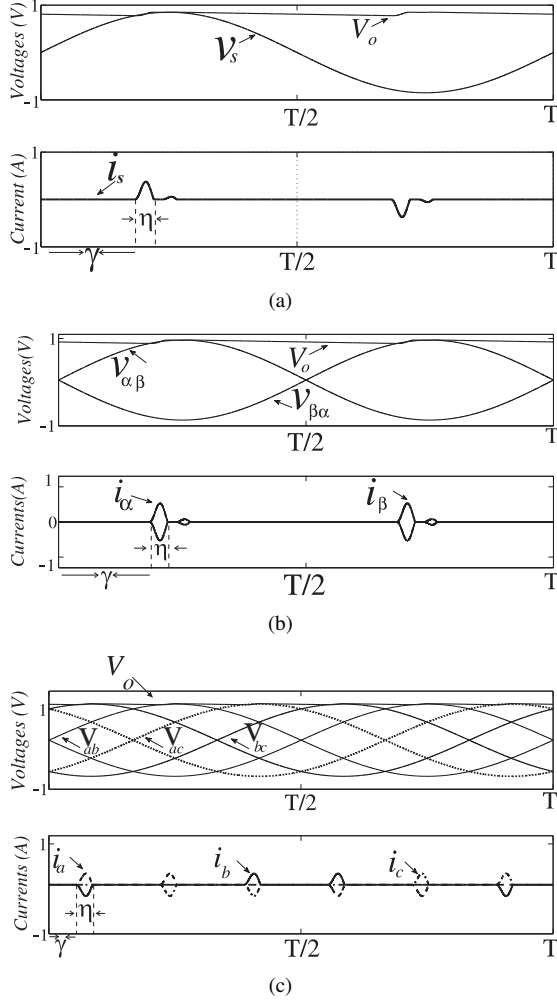 Voltages (V)
V_o
v_s
-1
T/2
T
Current (A)
1
i_s
η
-1
γ
T/2
T
(a)
Voltages(V)
1
V_o
v_αβ
v_βα
-1
T/2
T
Currents(A)
1
i_α
i_β
0
η
-1
γ
T/2
T
(b)
V_o
Voltages (V)
1
V_ab
V_ac
V_bc
-1
T/2
T
Currents (A)
1
i_a
i_b
i_c
η
-1
γ
T/2
T
(c)